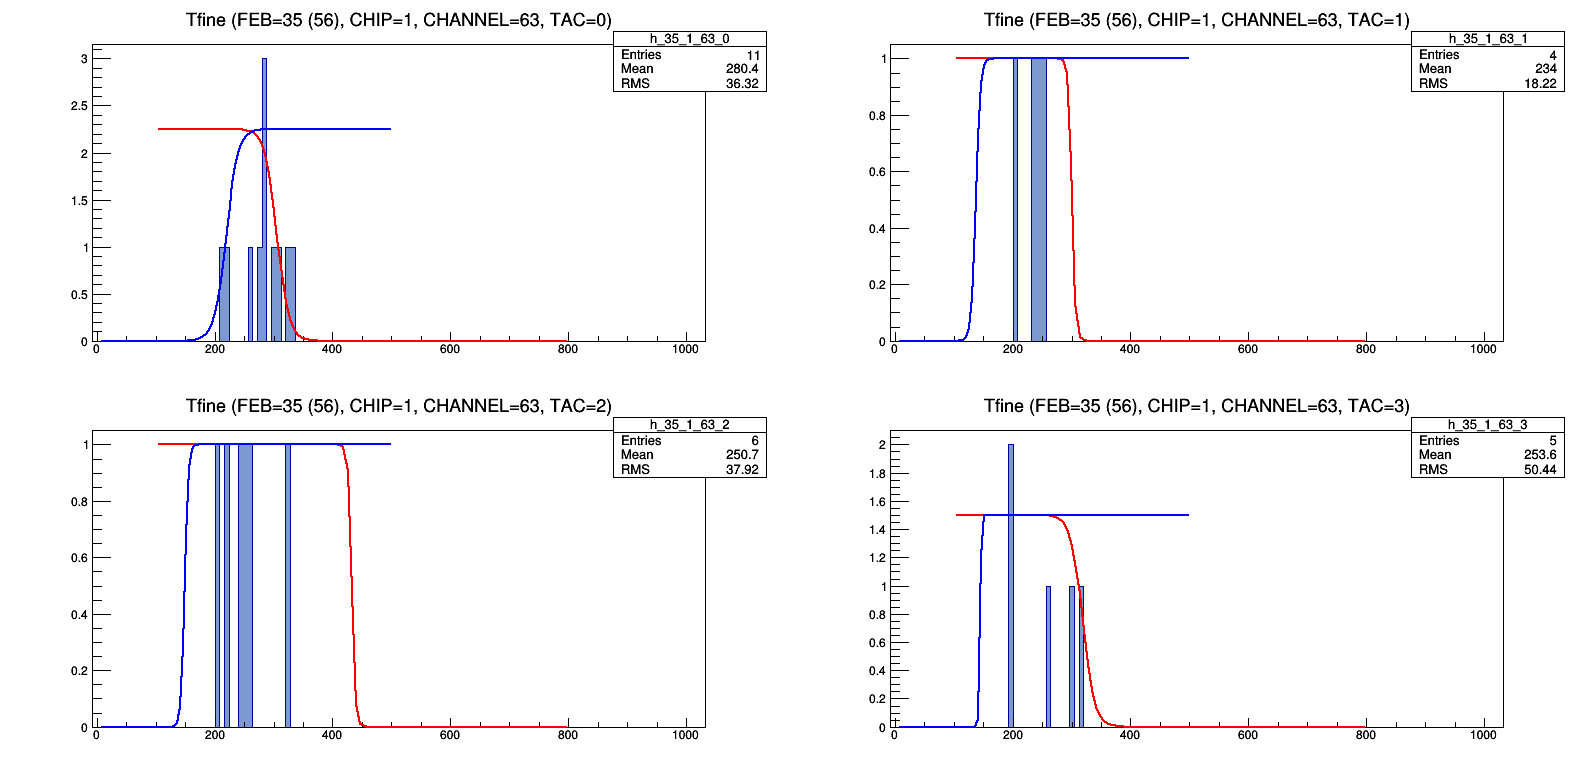 Tfine (FEB=35 (56), CHIP=1, CHANNEL=63, TAC=0)
h_35_1_63_0
Entries 11
Mean 280.4
RMS 36.32
3
2.5
2
1.5
1
0.5
0
0 200 400 600 800 1000
Tfine (FEB=35 (56), CHIP=1, CHANNEL=63, TAC=1)
h_35_1_63_1
Entries 4
Mean 234
RMS 18.22
1
0.8
0.6
0.4
0.2
0
0 200 400 600 800 1000
Tfine (FEB=35 (56), CHIP=1, CHANNEL=63, TAC=2)
h_35_1_63_2
Entries 6
Mean 250.7
RMS 37.92
1
0.8
0.6
0.4
0.2
0
0 200 400 600 800 1000
Tfine (FEB=35 (56), CHIP=1, CHANNEL=63, TAC=3)
h_35_1_63_3
Entries 5
Mean 253.6
RMS 50.44
2
1.8
1.6
1.4
1.2
1
0.8
0.6
0.4
0.2
0
0 200 400 600 800 1000